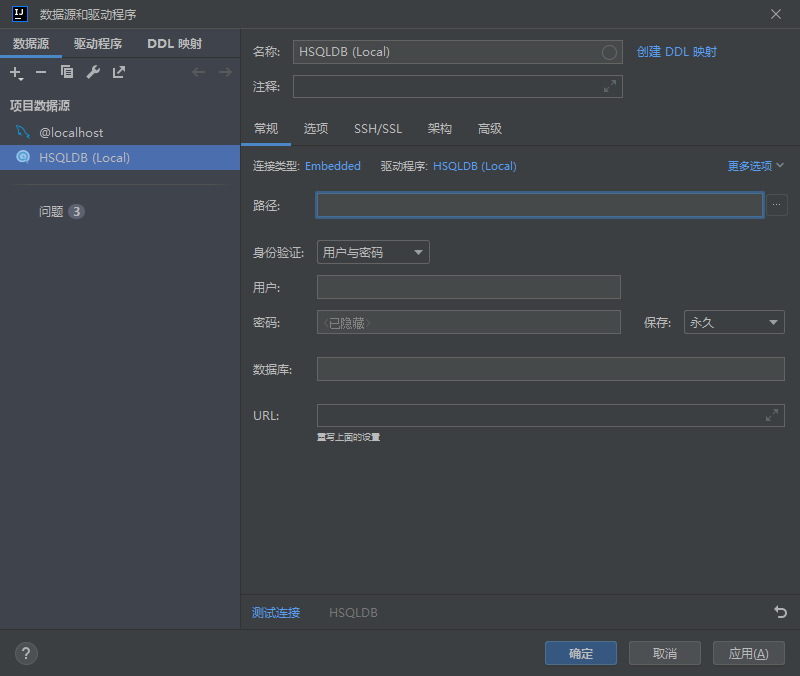 数据源和驱动程序
数据源 驱动程序 DDL 映射
项目数据源
@localhost
HSQLDB (Local)
问题 3
名称: HSQLDB (Local) 创建 DDL 映射
注释:
常规 选项 SSH/SSL 架构 高级
连接类型: Embedded 驱动程序: HSQLDB (Local) 更多选项
路径: ...
身份验证: 用户与密码
用户:
密码: <已隐藏> 保存: 永久
数据库:
URL:
重写上面的设置
测试连接 HSQLDB
? 确定 取消 应用(A)